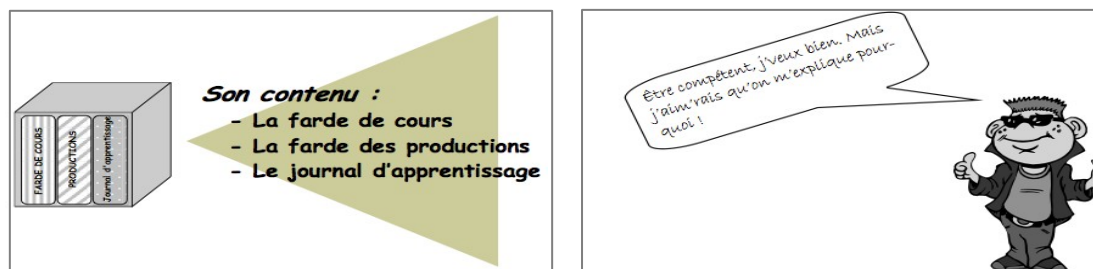 FARDE DE COURS
PRODUCTIONS
Journal d'apprentissage
Son contenu :
- La farde de cours
- La farde des productions
- Le journal d'apprentissage
Être compétent, j'veux bien. Mais
j'aim'rais qu'on m'explique pour-
quoi !